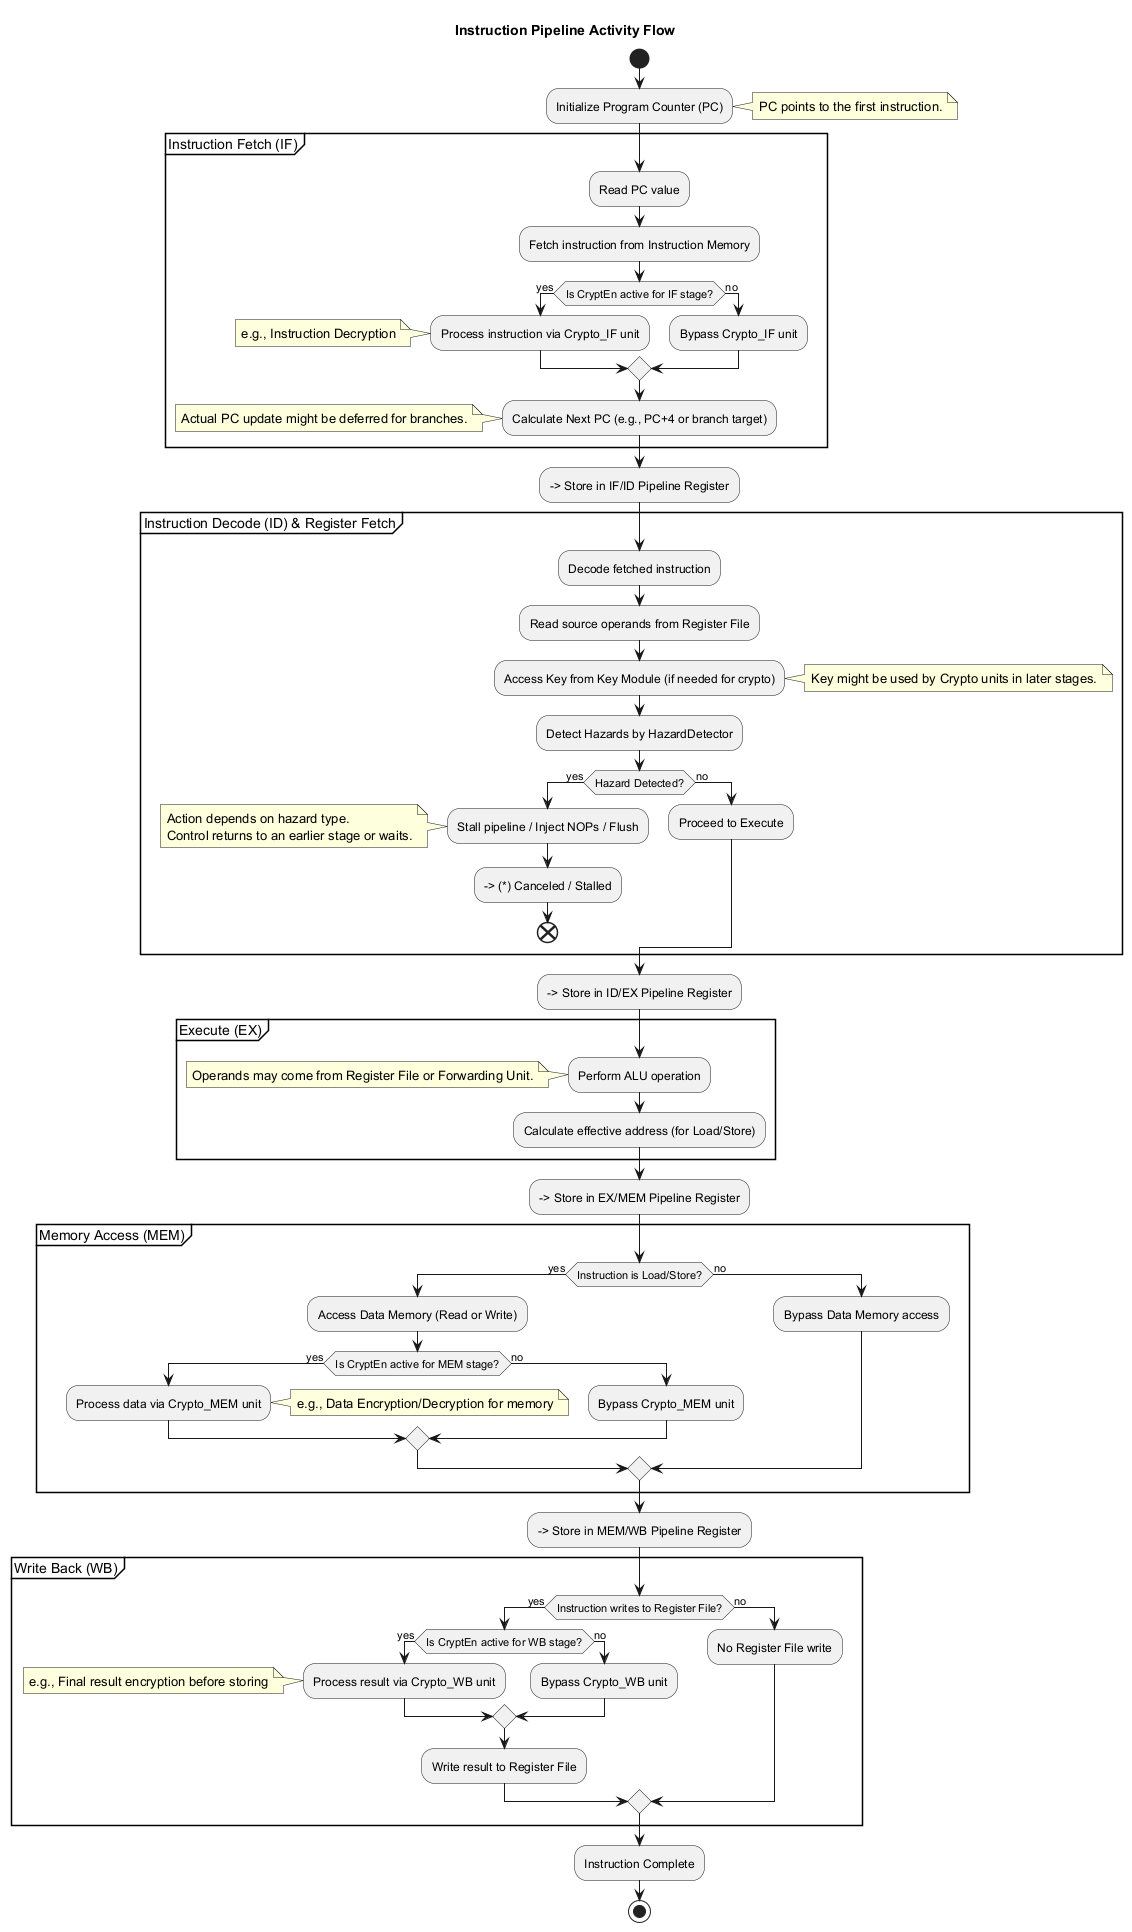 Instruction Pipeline Activity Flow
Initialize Program Counter (PC)
PC points to the first instruction.
Instruction Fetch (IF)
Read PC value
Fetch instruction from Instruction Memory
yes
Is CryptEn active for IF stage?
no
e.g., Instruction Decryption
Process instruction via Crypto_IF unit
Bypass Crypto_IF unit
Actual PC update might be deferred for branches.
Calculate Next PC (e.g., PC+4 or branch target)
-> Store in IF/ID Pipeline Register
Instruction Decode (ID) & Register Fetch
Decode fetched instruction
Read source operands from Register File
Access Key from Key Module (if needed for crypto)
Key might be used by Crypto units in later stages.
Detect Hazards by HazardDetector
yes
Hazard Detected?
no
Action depends on hazard type.
Control returns to an earlier stage or waits.
Stall pipeline / Inject NOPs / Flush
Proceed to Execute
-> (*) Canceled / Stalled
-> Store in ID/EX Pipeline Register
Execute (EX)
Operands may come from Register File or Forwarding Unit.
Perform ALU operation
Calculate effective address (for Load/Store)
-> Store in EX/MEM Pipeline Register
Memory Access (MEM)
yes
Instruction is Load/Store?
no
Access Data Memory (Read or Write)
Bypass Data Memory access
yes
Is CryptEn active for MEM stage?
no
Process data via Crypto_MEM unit
e.g., Data Encryption/Decryption for memory
Bypass Crypto_MEM unit
-> Store in MEM/WB Pipeline Register
Write Back (WB)
yes
Instruction writes to Register File?
no
yes
Is CryptEn active for WB stage?
no
No Register File write
e.g., Final result encryption before storing
Process result via Crypto_WB unit
Bypass Crypto_WB unit
Write result to Register File
Instruction Complete